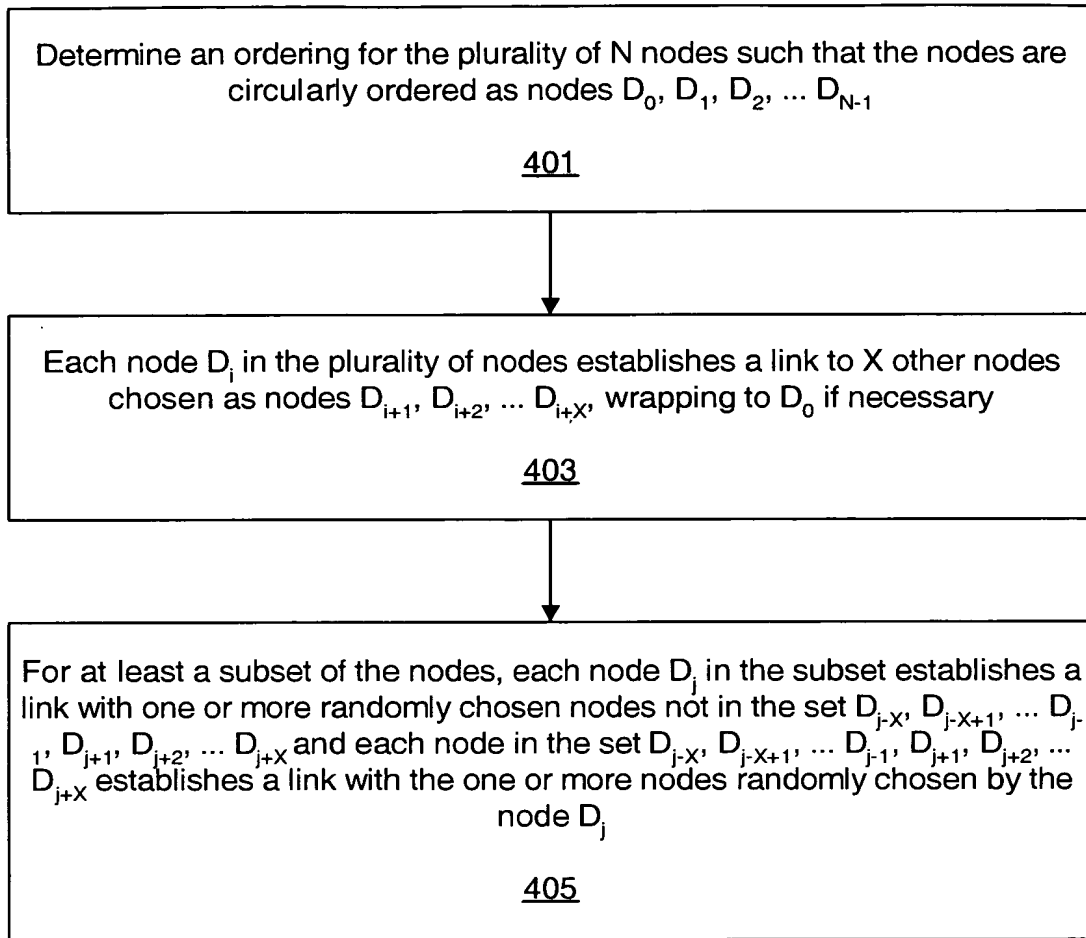 Determine an ordering for the plurality of N nodes such that the nodes are
circularly ordered as nodes D0, D1, D2, ... DN-1
401
Each node Di in the plurality of nodes establishes a link to X other nodes
chosen as nodes Di+1, Di+2, ... Di+X, wrapping to D0 if necessary
403
For at least a subset of the nodes, each node Dj in the subset establishes a
link with one or more randomly chosen nodes not in the set Dj-X, Dj-X+1, ... Dj-
1, Dj+1, Dj+2, ... Dj+X and each node in the set Dj-X, Dj-X+1, ... Dj-1, Dj+1, Dj+2, ...
Dj+X establishes a link with the one or more nodes randomly chosen by the
node Dj
405